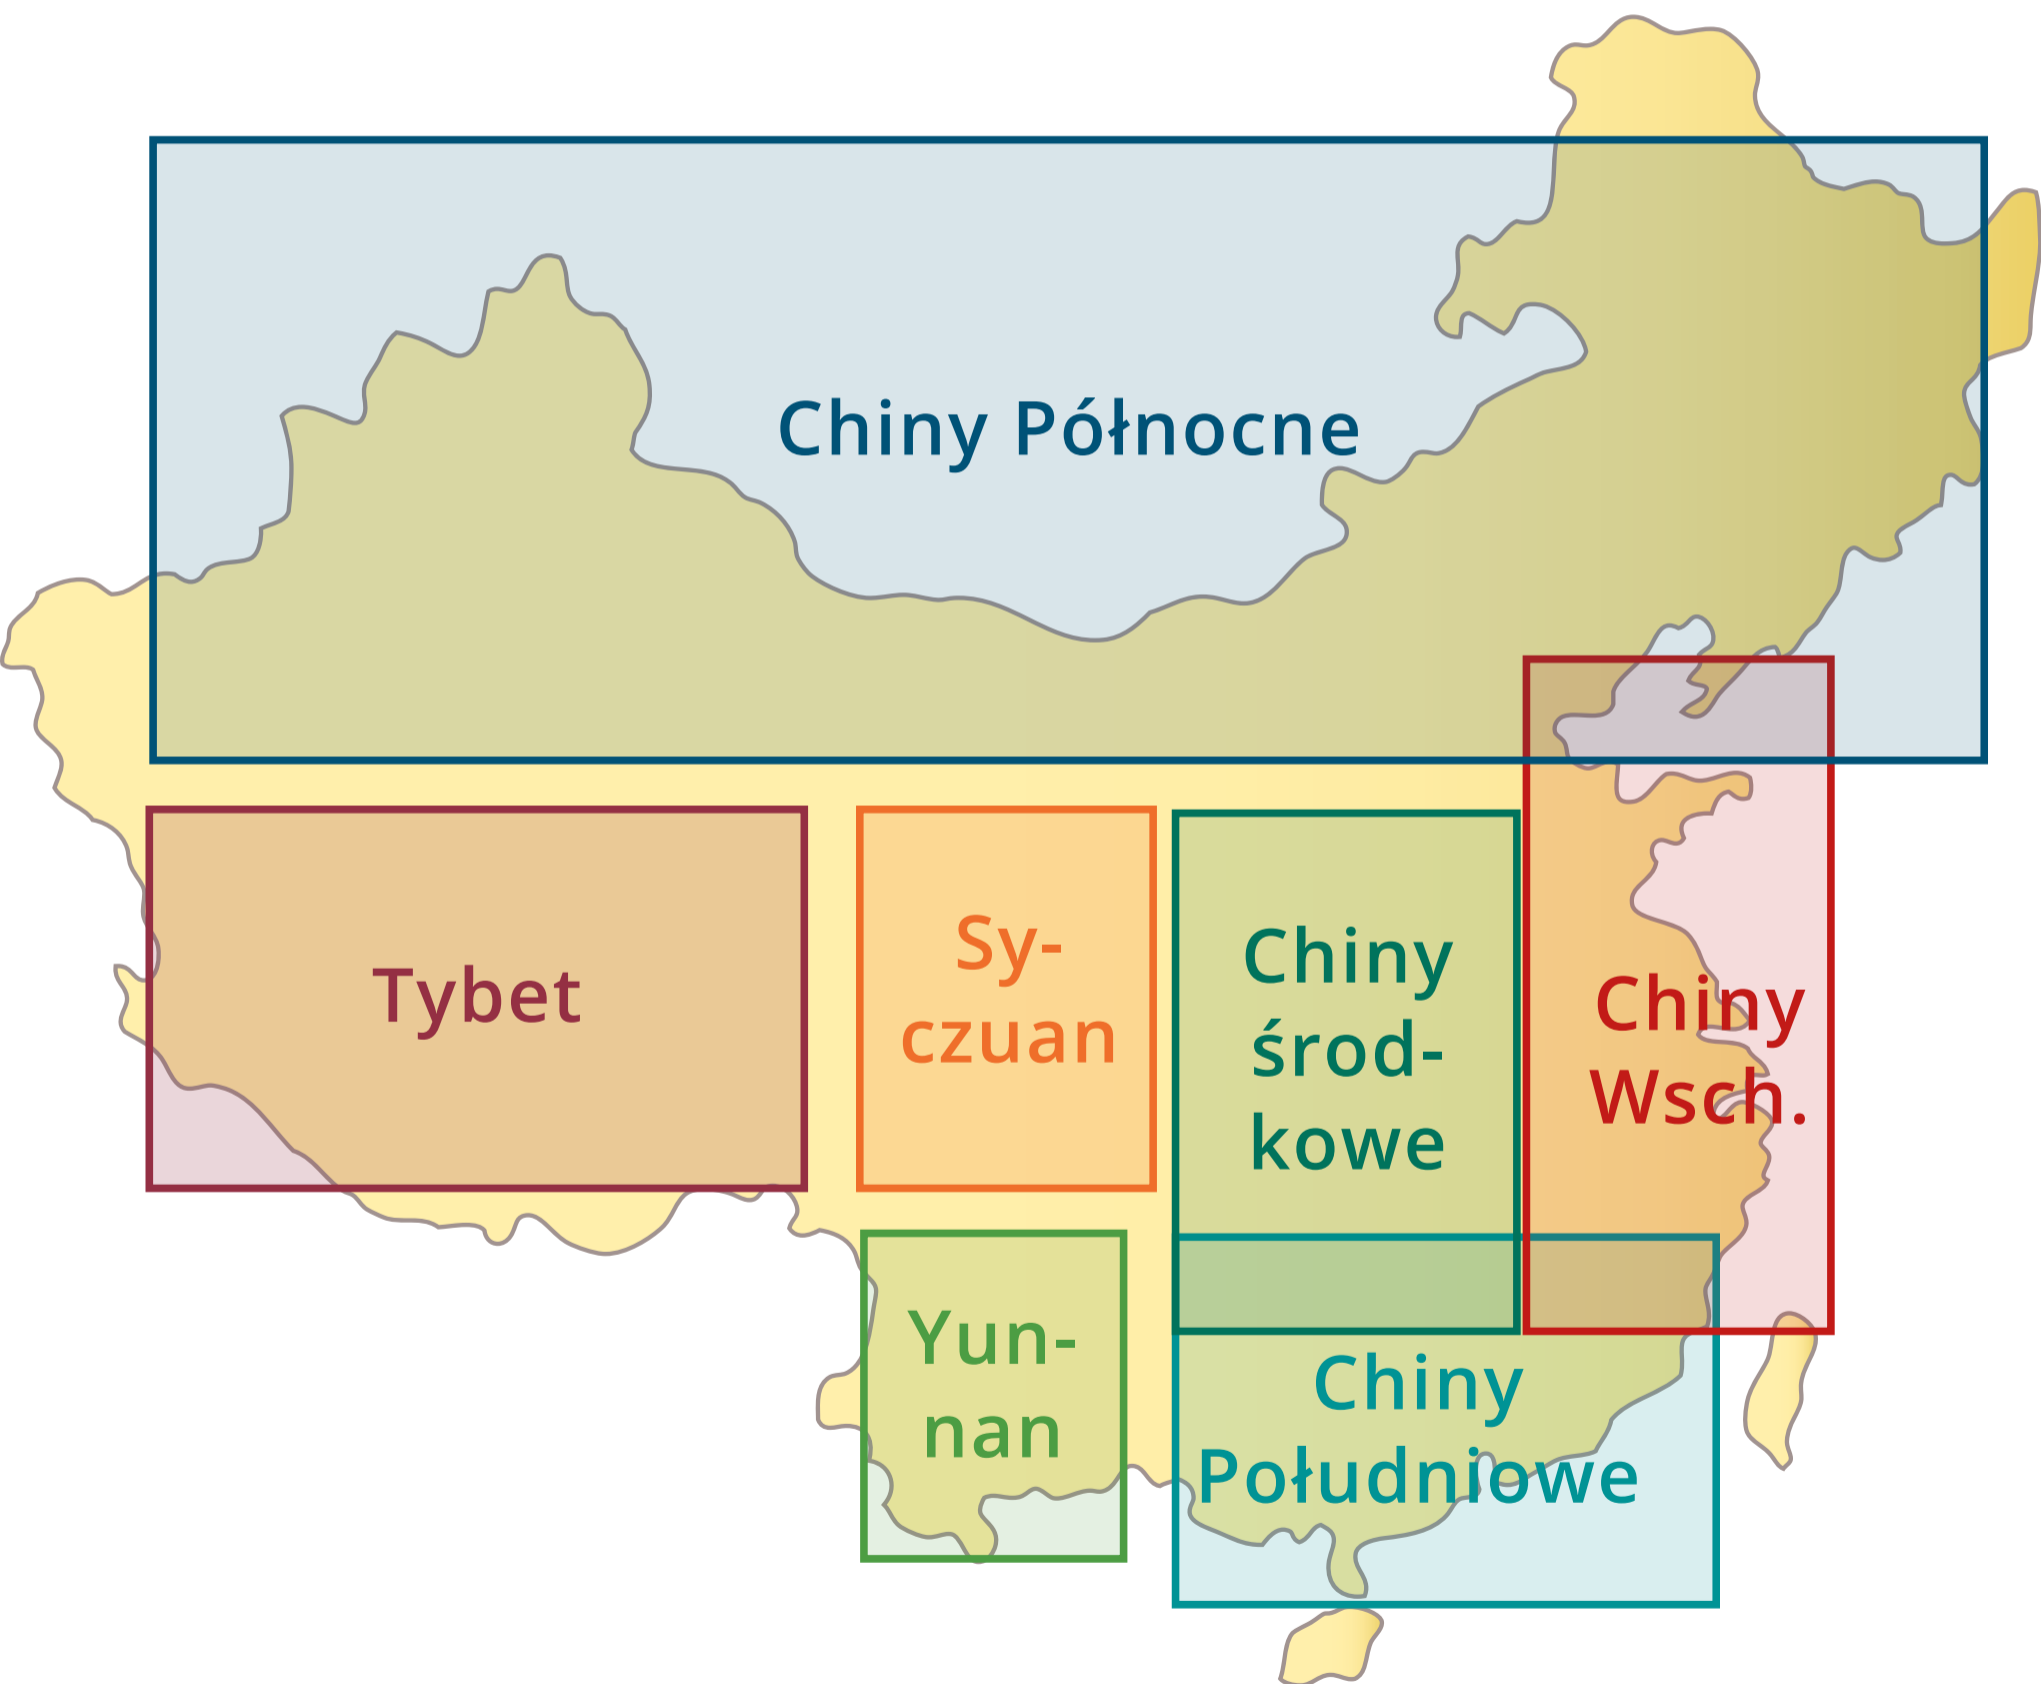 Chiny Północne
Tybet
Sy-
czuan
Chiny
środ-
kowe
Chiny
Wsch.
Yun-
nan
Chiny
Południowe